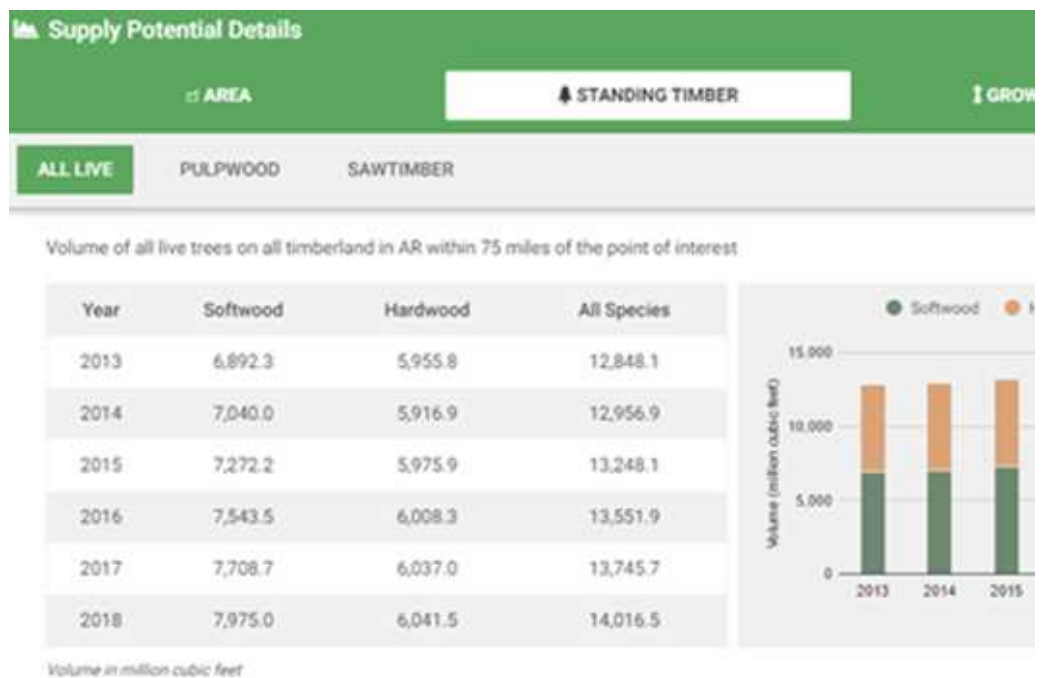 Supply Potential Details
AREA
STANDING TIMBER
GROW
ALL LIVE
PULPWOOD
SAWTIMBER
Volume of all live trees on all timberland in AR within 75 miles of the point of interest
Year Softwood Hardwood All Species
2013 6,892.3 5,955.8 12,848.1
2014 7,040.0 5,916.9 12,956.9
2015 7,272.2 5,975.9 13,248.1
2016 7,543.5 6,008.3 13,551.9
2017 7,708.7 6,037.0 13,745.7
2018 7,975.0 6,041.5 14,016.5
Volume in million cubic feet
Softwood H
Volume (million cubic feet)
15,000
10,000
5,000
0
2013 2014 2015